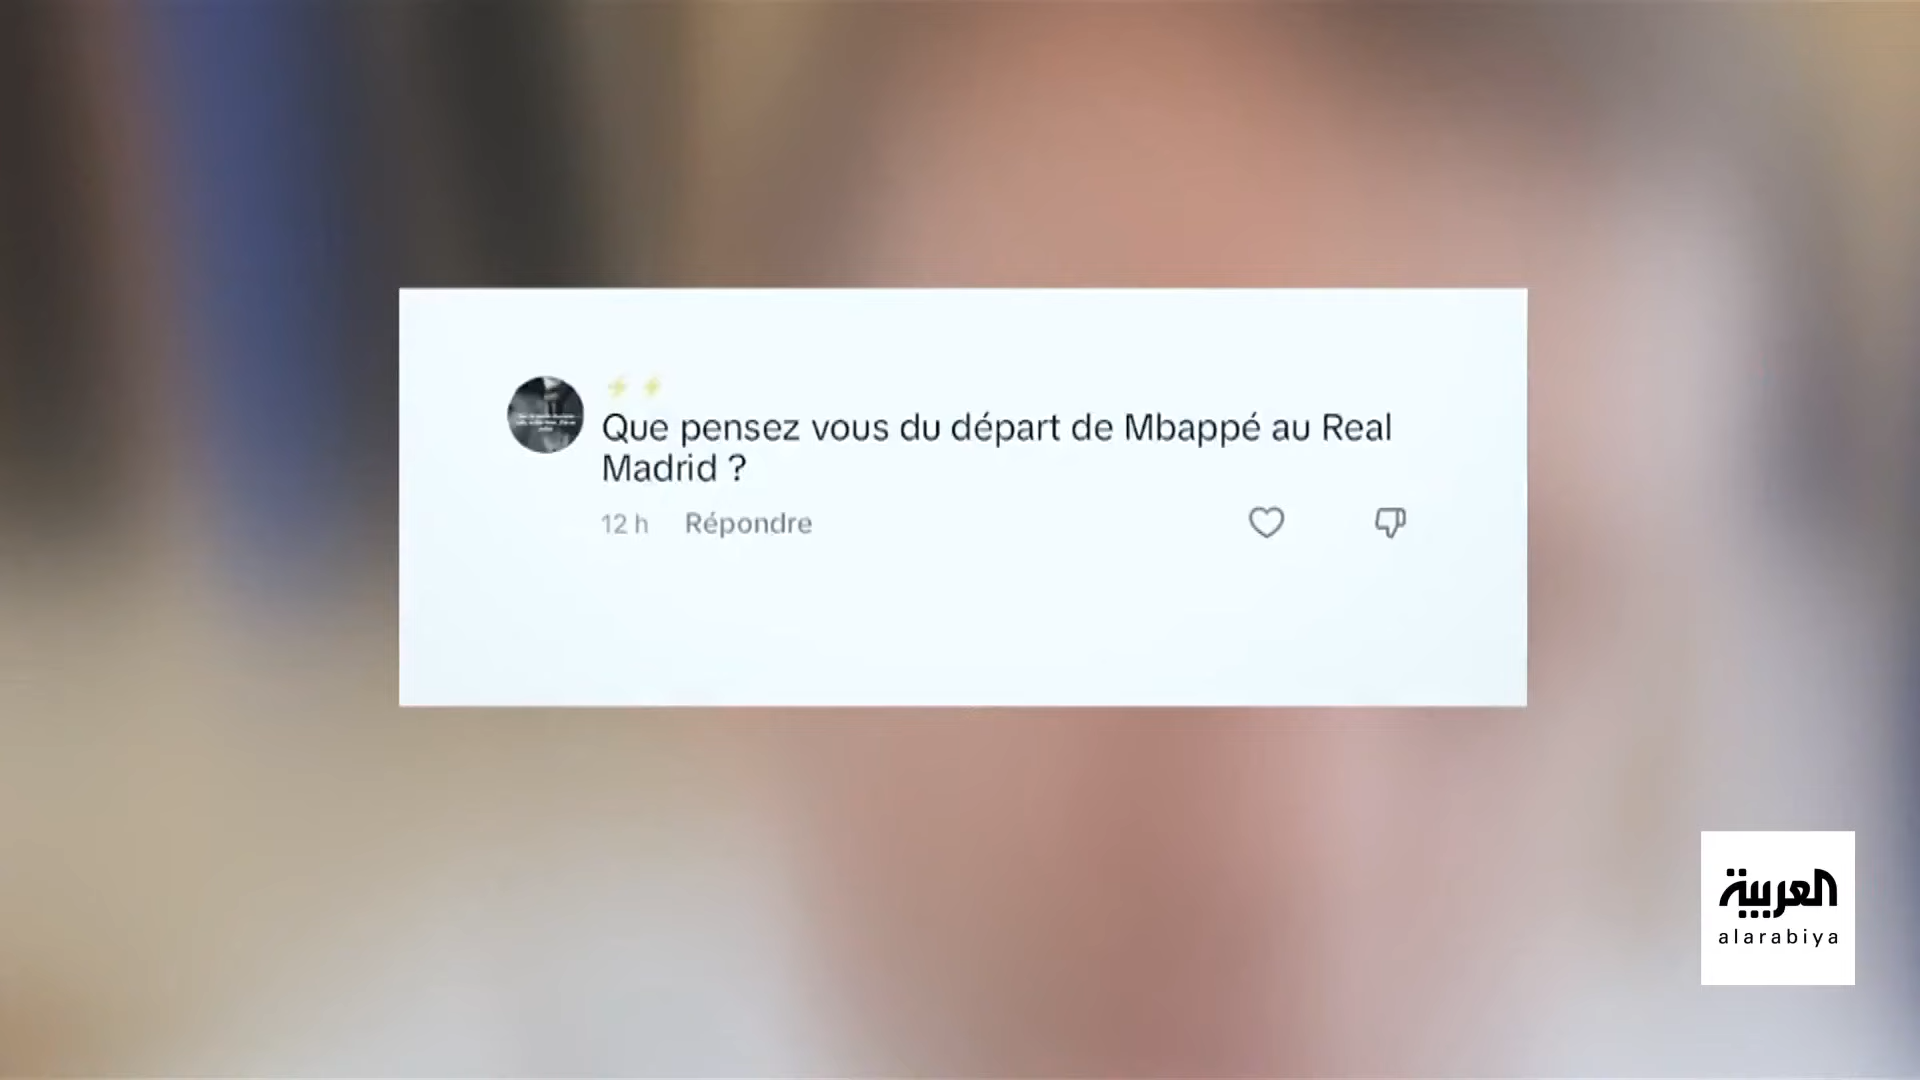 ⚡⚡
Que pensez vous du départ de Mbappé au Real
Madrid ?
12 h Répondre
العربية
alarabiya